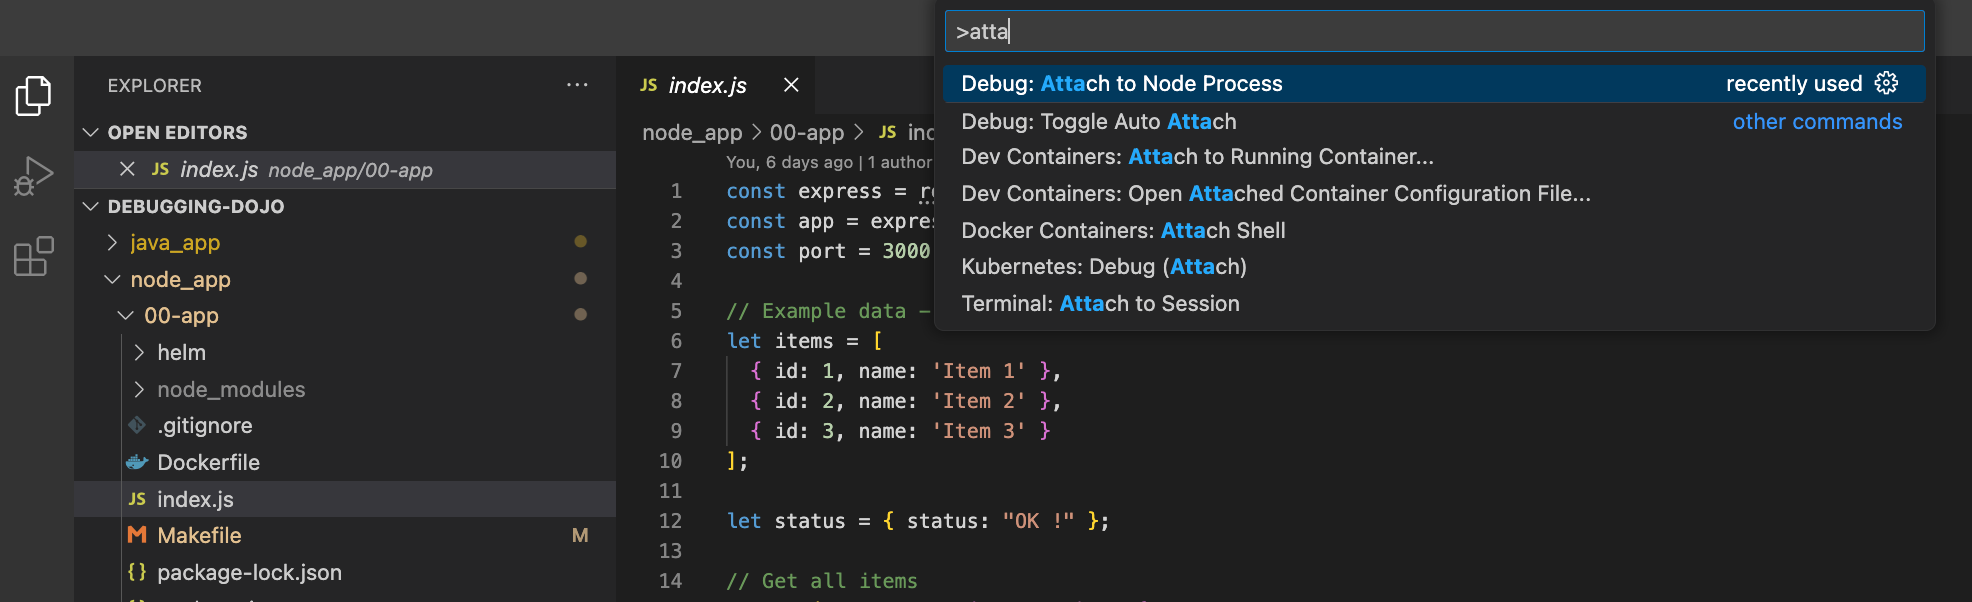 >atta
Debug: Attach to Node Process recently used
Debug: Toggle Auto Attach other commands
Dev Containers: Attach to Running Container...
Dev Containers: Open Attached Container Configuration File...
Docker Containers: Attach Shell
Kubernetes: Debug (Attach)
Terminal: Attach to Session
EXPLORER ...
OPEN EDITORS
JS index.js node_app/00-app
DEBUGGING-DOJO
java_app
node_app
00-app
helm
node_modules
.gitignore
Dockerfile
JS index.js
Makefile M
{} package-lock.json
JS index.js
node_app > 00-app > JS
You, 6 days ago | 1 author
1 const express =
2 const app =
3 const port = 3000
4
5 // Example data –
6 let items = [
7 { id: 1, name: 'Item 1' },
8 { id: 2, name: 'Item 2' },
9 { id: 3, name: 'Item 3' }
10 ];
11
12 let status = { status: "OK !" };
13
14 // Get all items